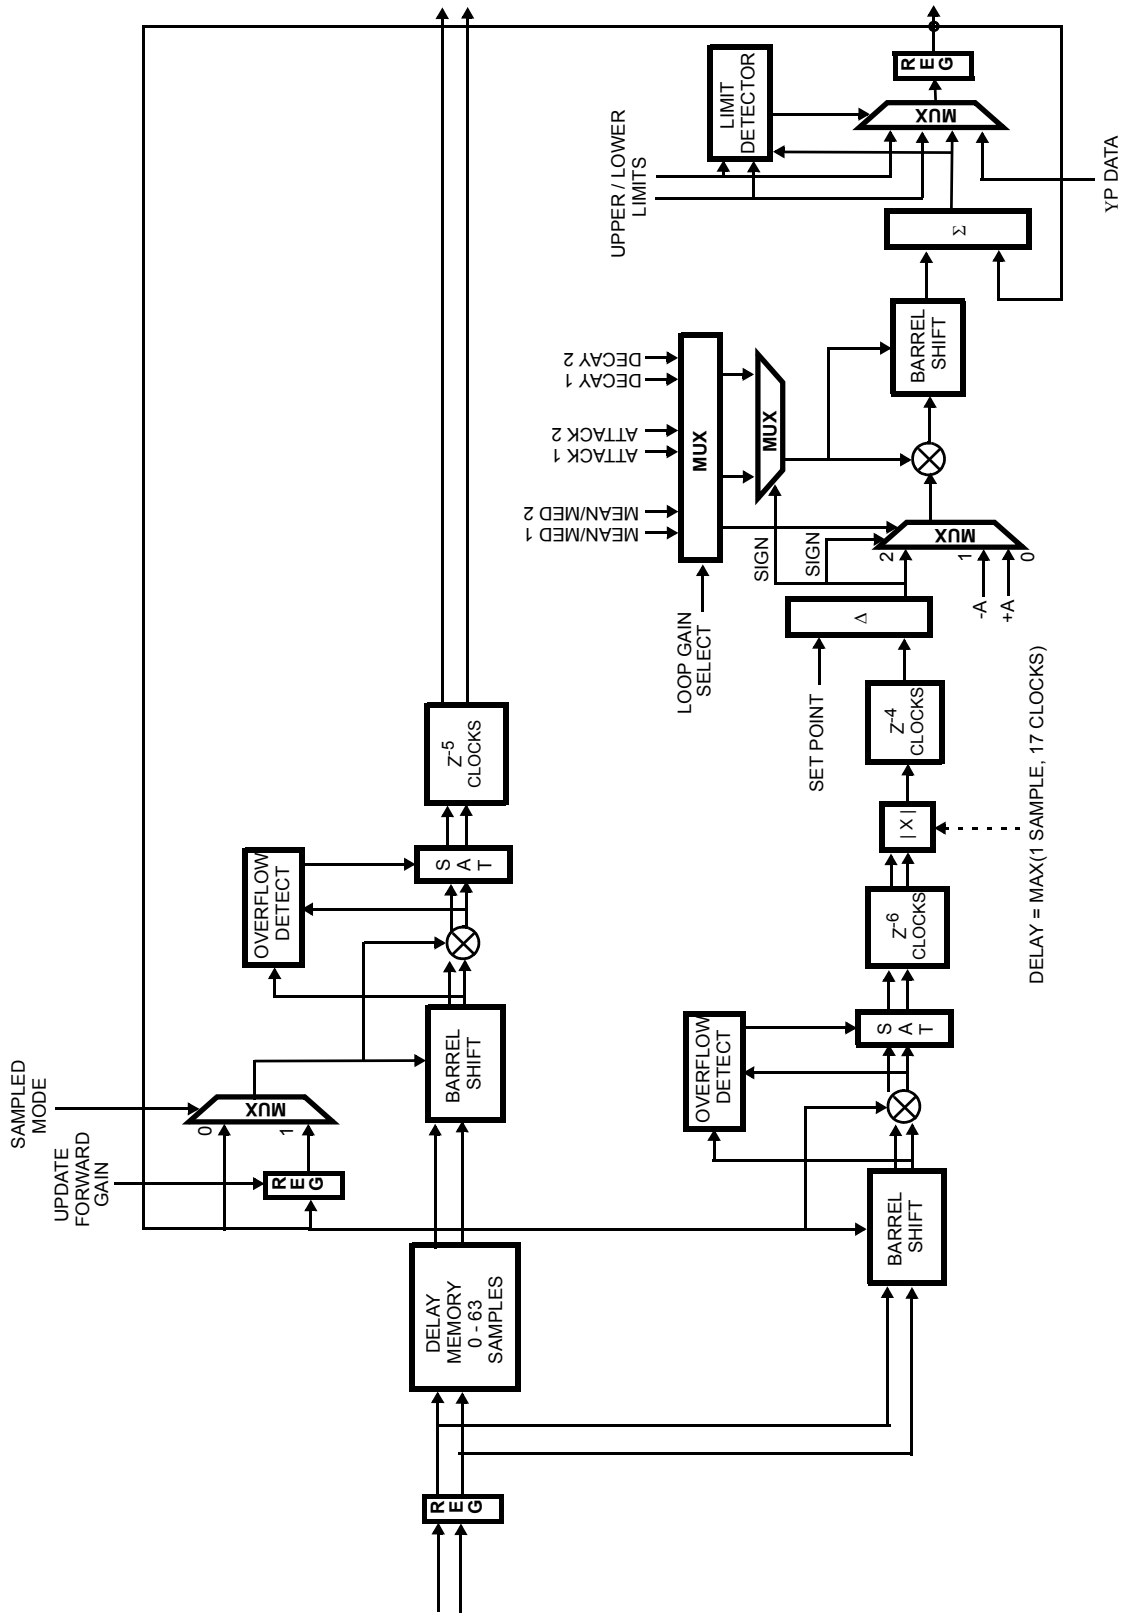 SAMPLED
MODE
UPDATE
FORWARD
GAIN
REG
0
1
MUX
REG
DELAY
MEMORY
0 - 63
SAMPLES
BARREL
SHIFT
OVERFLOW
DETECT
SAT
Z-5
CLOCKS
BARREL
SHIFT
OVERFLOW
DETECT
SAT
Z-6
CLOCKS
| X |
DELAY = MAX(1 SAMPLE, 17 CLOCKS)
Z-4
CLOCKS
SET POINT
Δ
SIGN
SIGN
2
1
0
-A
+A
MUX
LOOP GAIN
SELECT
MEAN/MED 1
MEAN/MED 2
ATTACK 1
ATTACK 2
DECAY 1
DECAY 2
MUX
MUX
BARREL
SHIFT
Σ
UPPER / LOWER
LIMITS
LIMIT
DETECTOR
MUX
YP DATA
REG